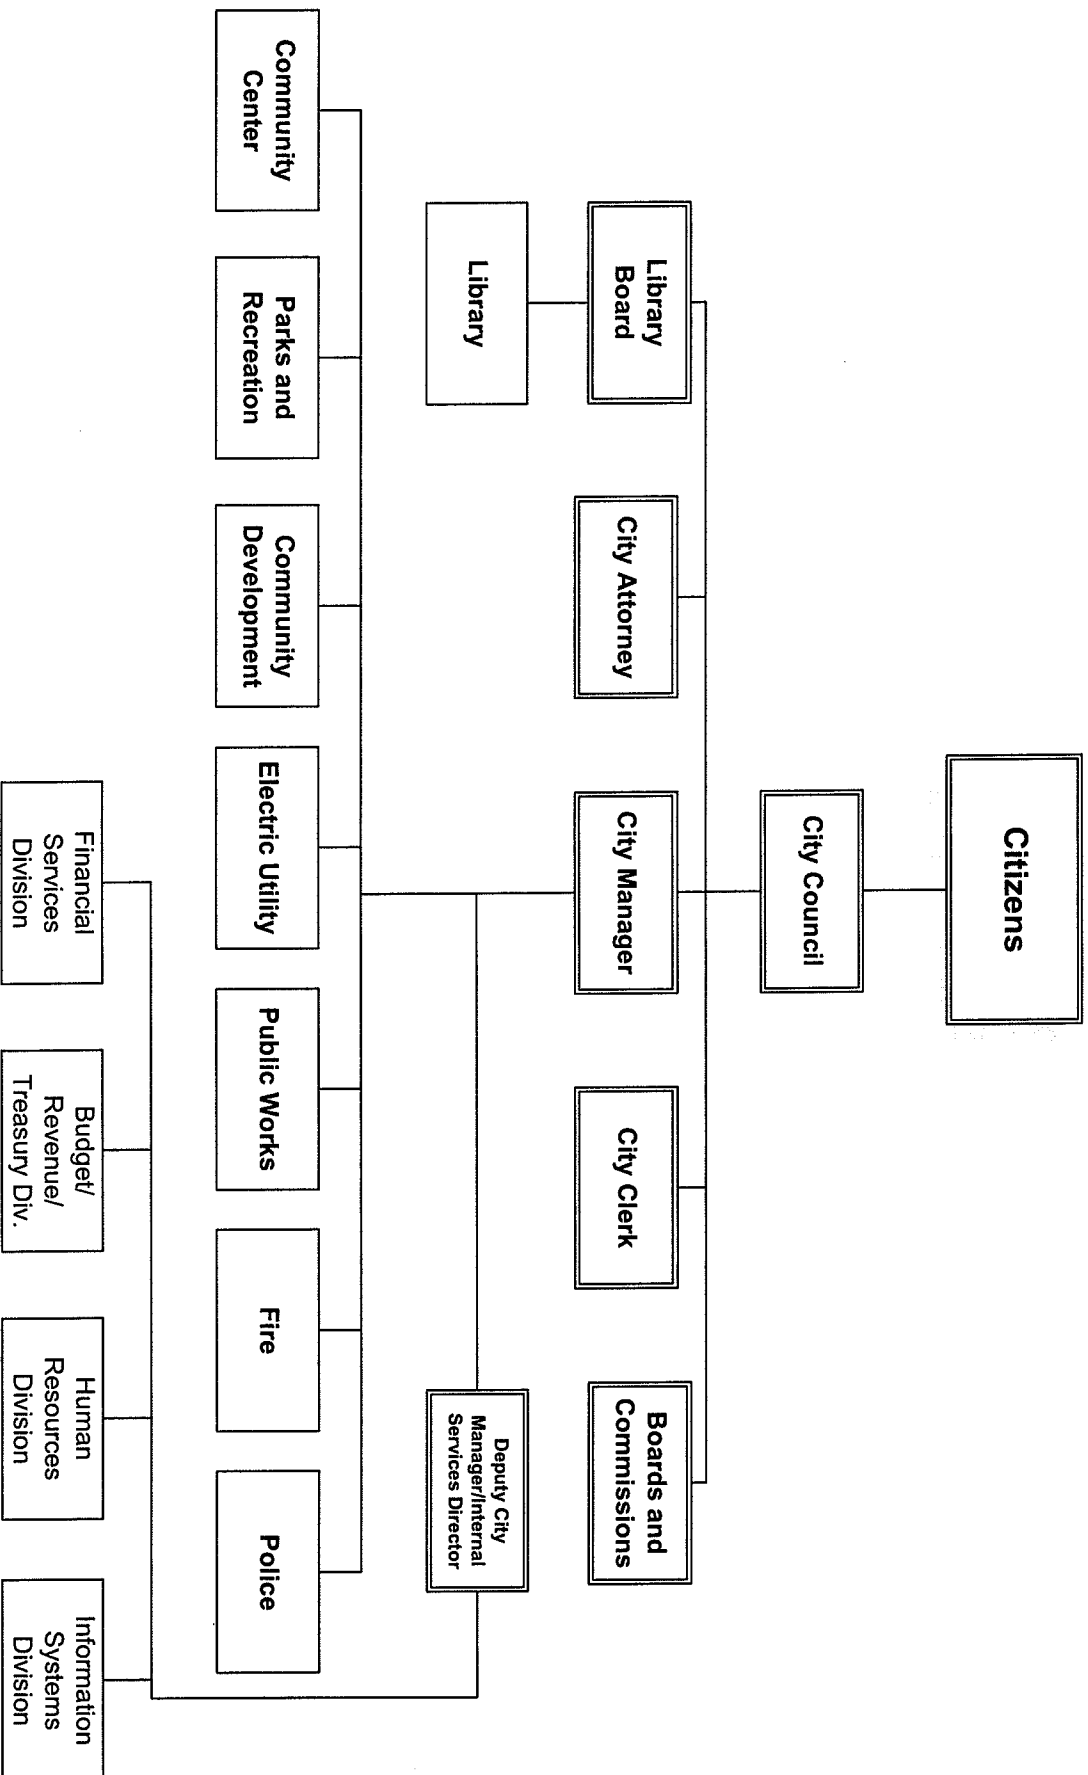 Citizens
City Council
Library
Board
City Attorney
City Manager
City Clerk
Boards and
Commissions
Library
Deputy City
Manager/Internal
Services Director
Community
Center
Parks and
Recreation
Community
Development
Electric Utility
Public Works
Fire
Police
Financial
Services
Division
Budget/
Revenue/
Treasury Div.
Human
Resources
Division
Information
Systems
Division